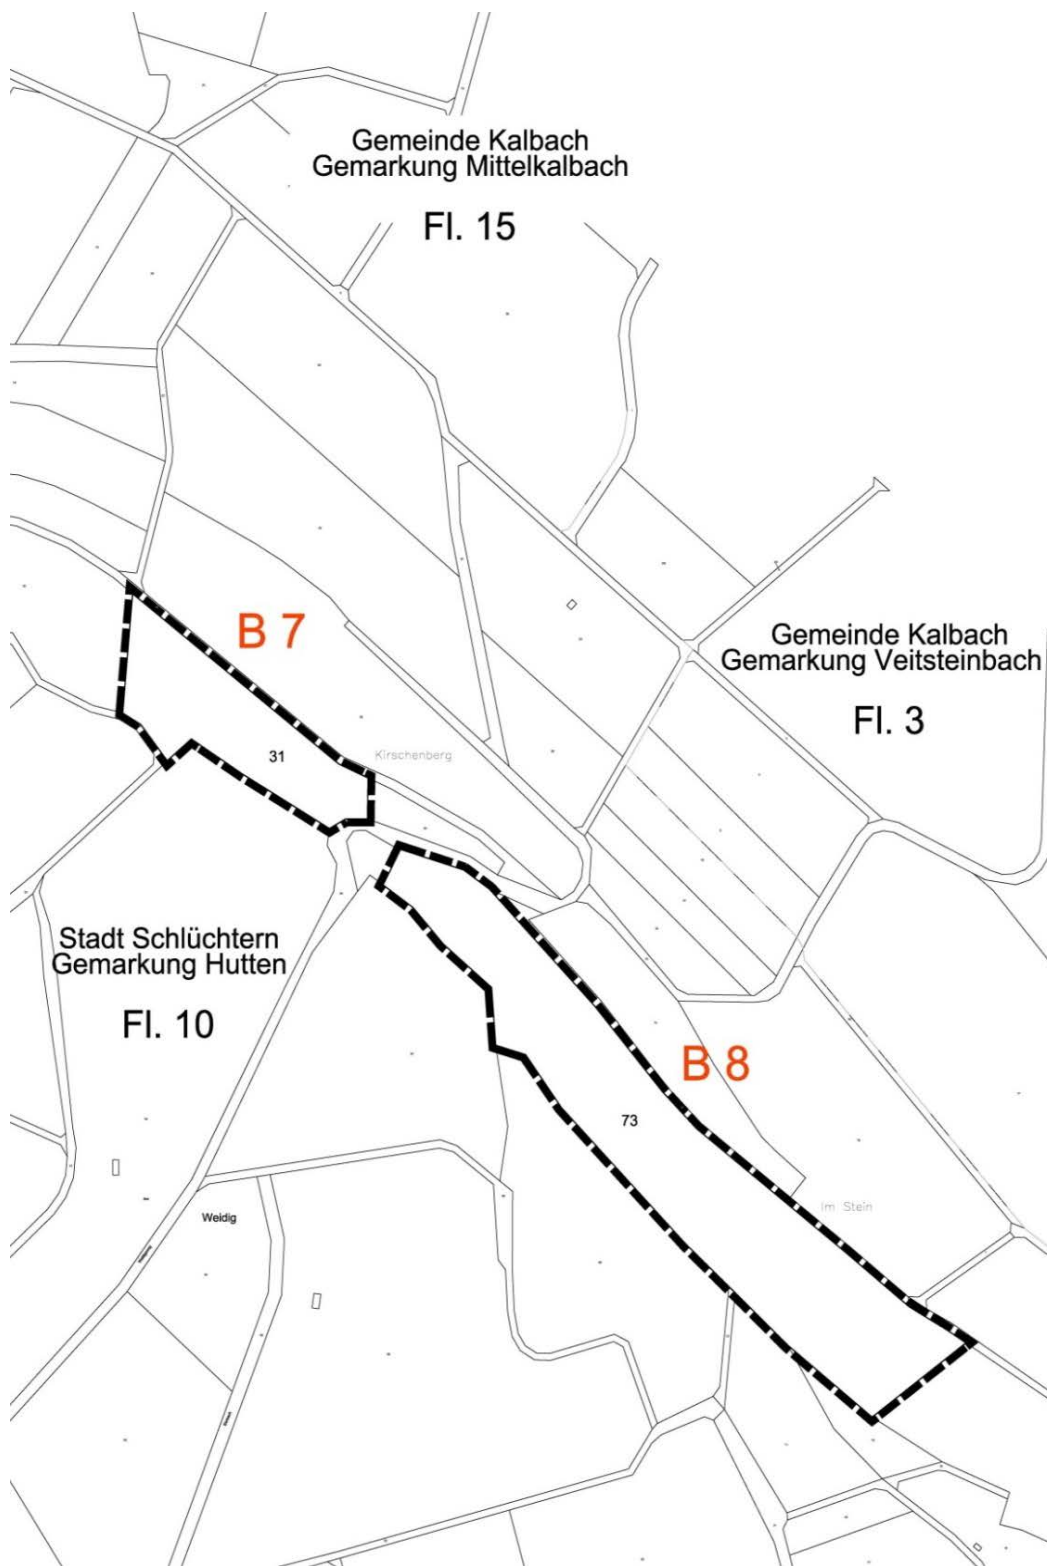 Gemeinde Kalbach
Gemarkung Mittelkalbach
Fl. 15
B 7
Gemeinde Kalbach
Gemarkung Veitsteinbach
Fl. 3
31
Kirschenberg
Stadt Schlüchtern
Gemarkung Hutten
Fl. 10
B 8
73
Im Stein
Weidig